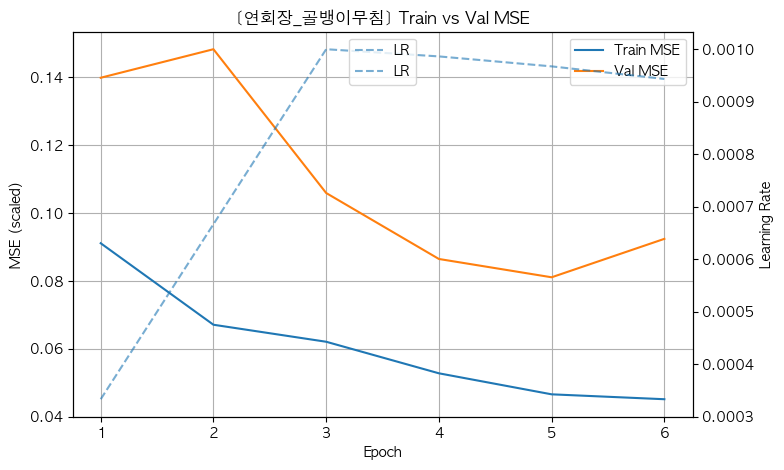 [연회장_골뱅이무침] Train vs Val MSE
LR
LR
Train MSE
Val MSE
MSE (scaled)
0.14
0.12
0.10
0.08
0.06
0.04
0.0010
0.0009
0.0008
0.0007
0.0006
0.0005
0.0004
0.0003
Learning Rate
1 2 3 4 5 6
Epoch